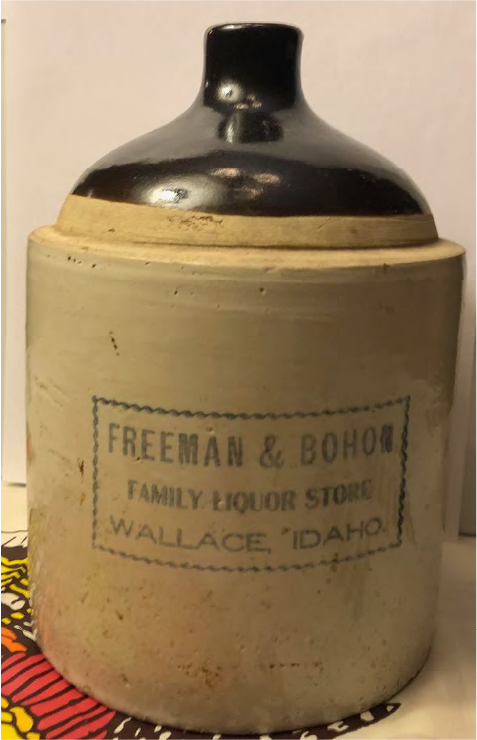 FREEMAN & BOHON
FAMILY LIQUOR STORE
WALLACE, IDAHO.